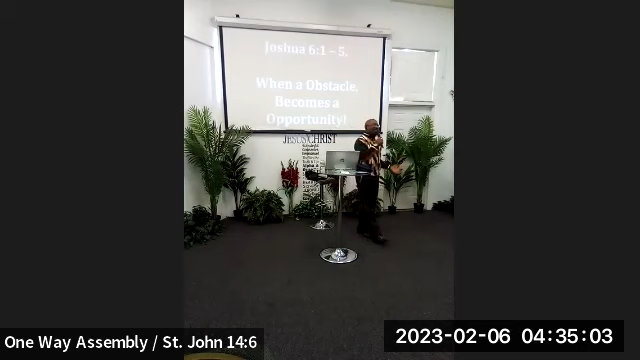 Joshua 6:1 – 5.
When a Obstacle,
Becomes a
Opportunity!
JESUS CHRIST
One Way Assembly / St. John 14:6
2023-02-06 04:35:03